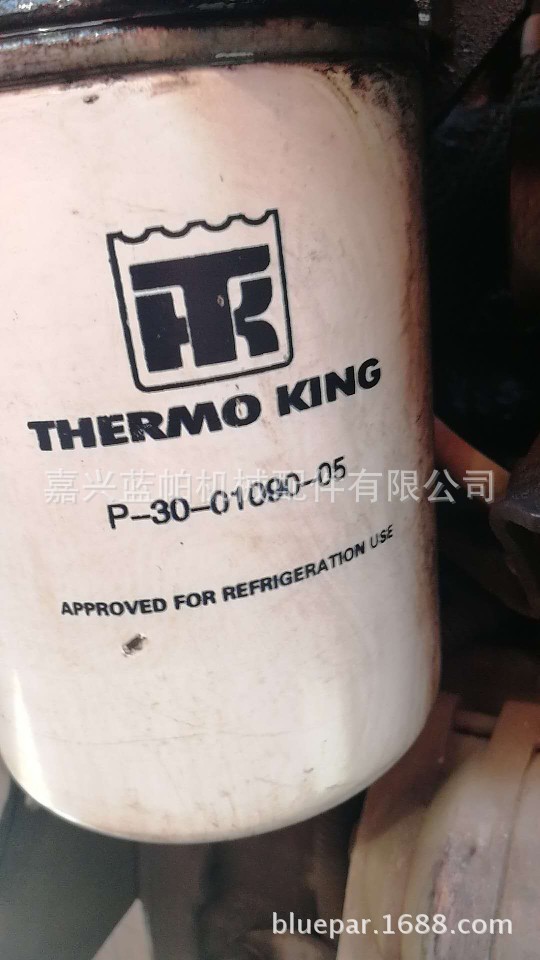 TK
THERMO KING
嘉兴蓝帕机械配件有限公司
P-30-01090-05
APPROVED FOR REFRIGERATION USE
bluepar.1688.com